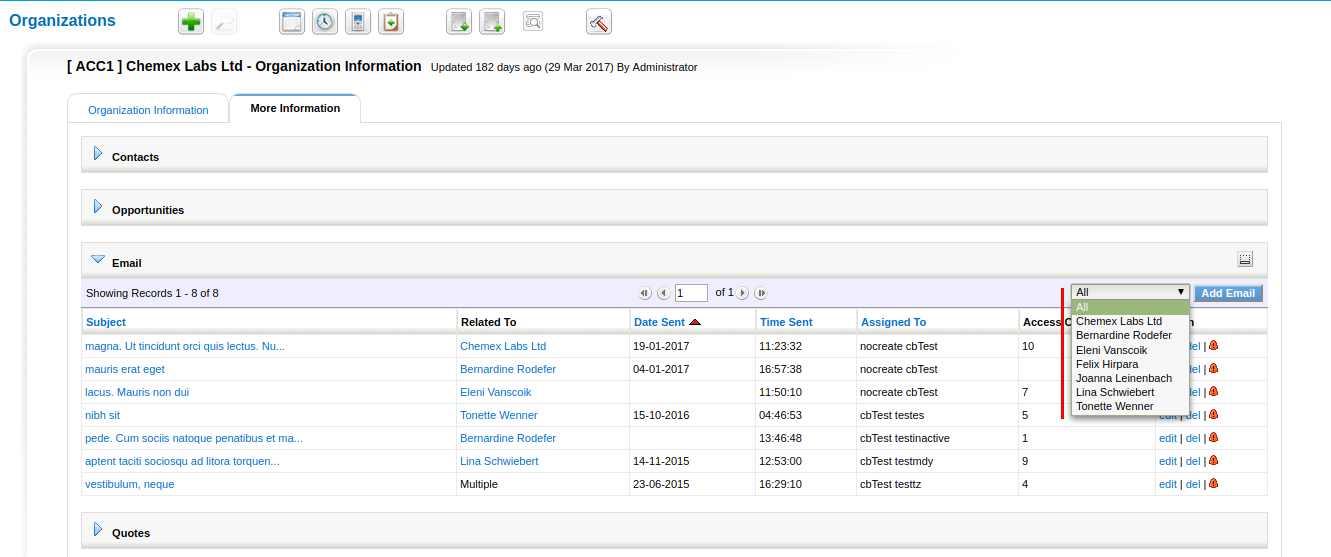 Organizations
[ ACC1 ] Chemex Labs Ltd - Organization Information Updated 182 days ago (29 Mar 2017) By Administrator
Organization Information More Information
Contacts
Opportunities
Email
Showing Records 1 - 8 of 8 1 of 1 All Add Email
All
Chemex Labs Ltd
Bernardine Rodefer
Eleni Vanscoik
Felix Hirpara
Joanna Leinenbach
Lina Schwiebert
Tonette Wenner
Subject Related To Date Sent Time Sent Assigned To Access
magna. Ut tincidunt orci quis lectus. Nu... Chemex Labs Ltd 19-01-2017 11:23:32 nocreate cbTest 10 del |
mauris erat eget Bernardine Rodefer 04-01-2017 16:57:38 nocreate cbTest del |
lacus. Mauris non dui Eleni Vanscoik 11:50:10 nocreate cbTest 7 del |
nibh sit Tonette Wenner 15-10-2016 04:46:53 cbTest testes 5 edit | del |
pede. Cum sociis natoque penatibus et ma... Bernardine Rodefer 13:46:48 cbTest testinactive 1 edit | del |
aptent taciti sociosqu ad litora torquen... Lina Schwiebert 14-11-2015 12:53:00 cbTest testmdy 9 edit | del |
vestibulum, neque Multiple 23-06-2015 16:29:10 cbTest testtz 4 edit | del |
Quotes